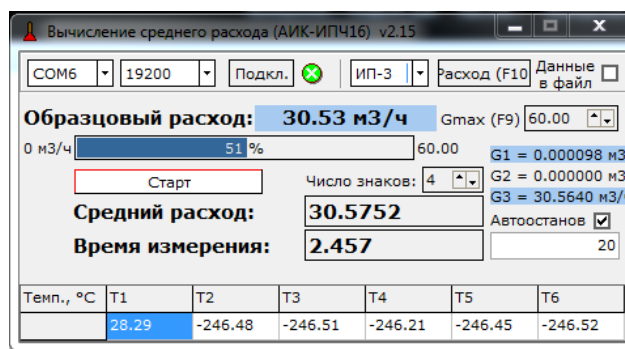 Вычисление среднего расхода (АИК-ИПЧ16) v2.15
COM6 19200 Подкл. ИП-3 Расход (F10 Данные в файл
Образцовый расход: 30.53 м3/ч Gmax (F9) 60.00
0 м3/ч 51 % 60.00
G1 = 0.000098 м3
Старт Число знаков: 4 G2 = 0.000000 м3
G3 = 30.5640 м3/
Средний расход: 30.5752 Автоостанов
Время измерения: 2.457 20
Темп., °C T1 T2 T3 T4 T5 T6
28.29 -246.48 -246.51 -246.21 -246.45 -246.52